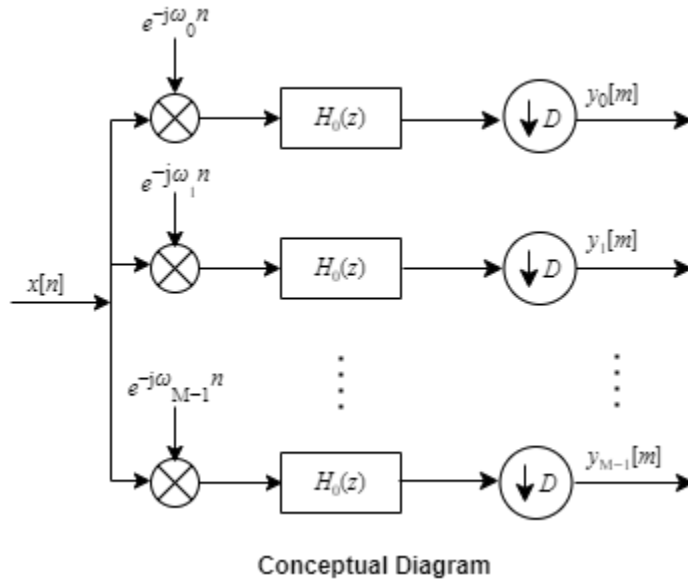 e^{−jω_0 n}
H_0(z)
↓ D
y_0[m]
e^{−jω_1 n}
H_0(z)
↓ D
y_1[m]
x[n]
e^{−jω_{M−1} n}
H_0(z)
↓ D
y_{M−1}[m]
Conceptual Diagram